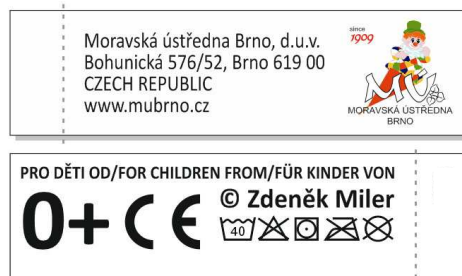 Moravská ústředna Brno, d.u.v.
Bohunická 576/52, Brno 619 00
CZECH REPUBLIC
www.mubrno.cz
since
1909
MÚ
MORAVSKÁ ÚSTŘEDNA
BRNO
PRO DĚTI OD/FOR CHILDREN FROM/FÜR KINDER VON
0+ CE
© Zdeněk Miler
40